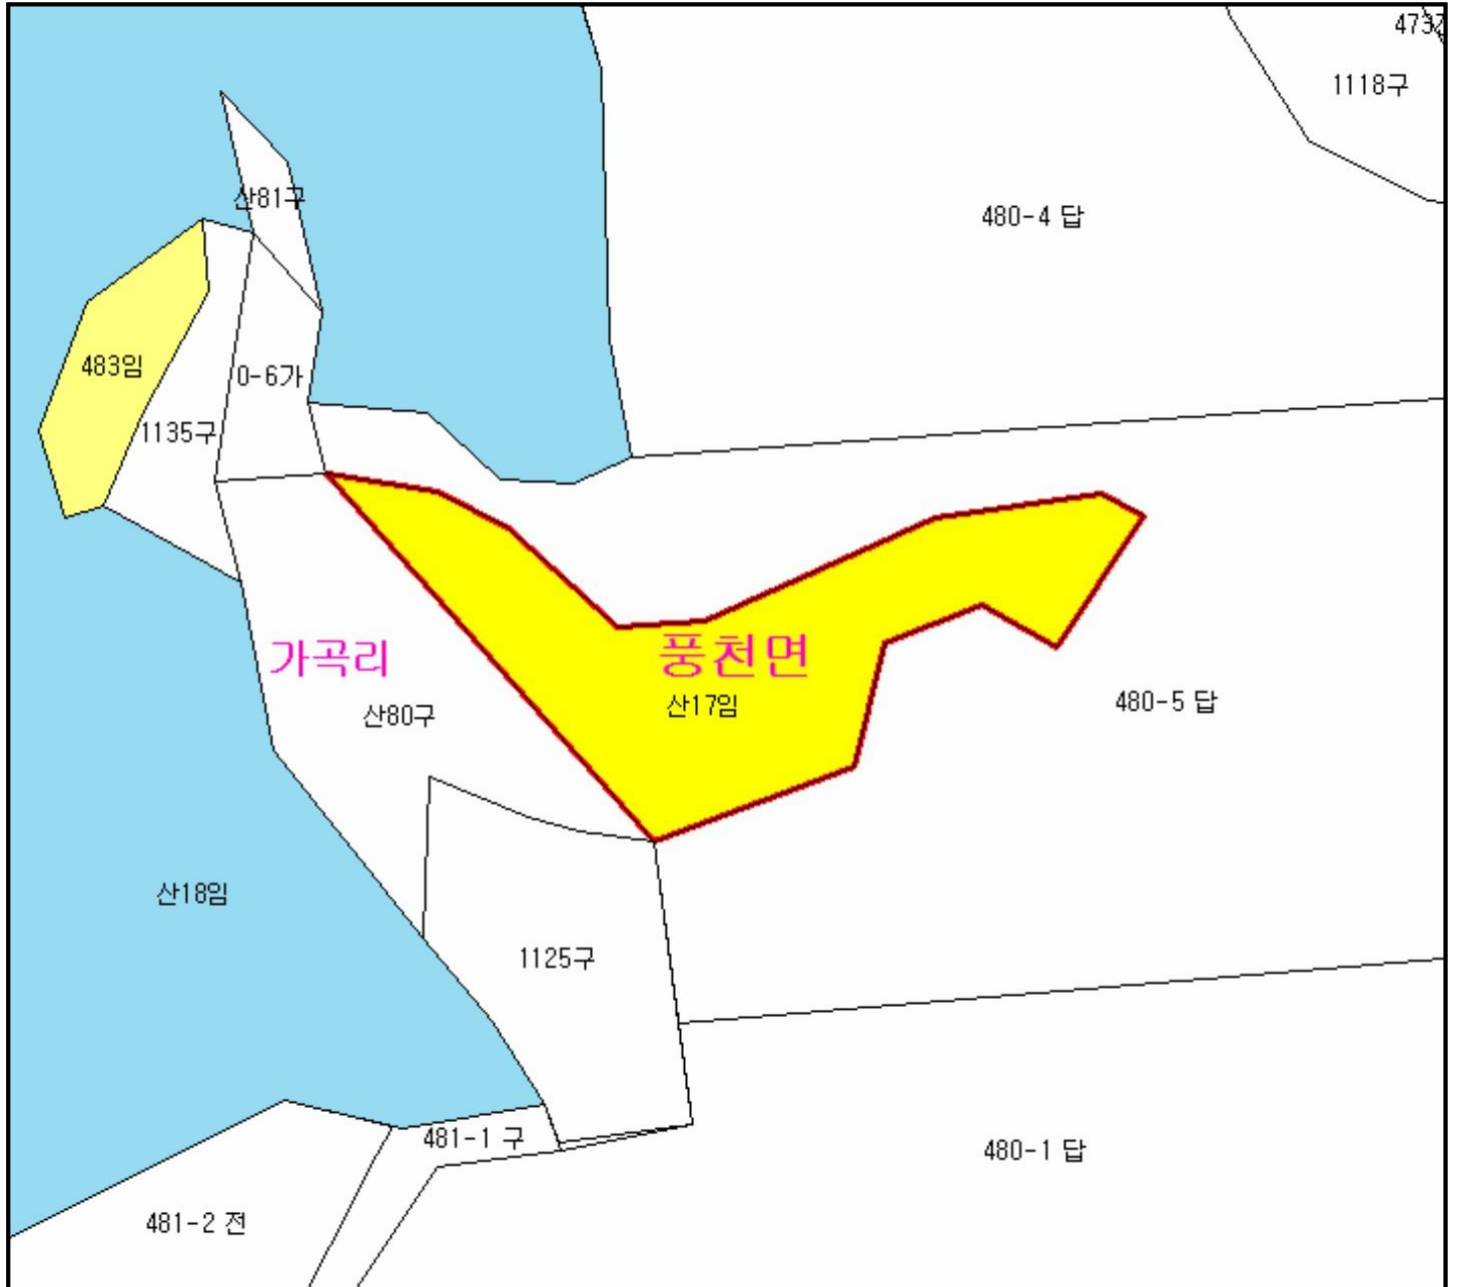 473
1118구
산81구
480-4 답
483임
0-6가
1135구
가곡리
풍천면
산17임
산80구
480-5 답
산18임
1125구
481-1 구
480-1 답
481-2 전